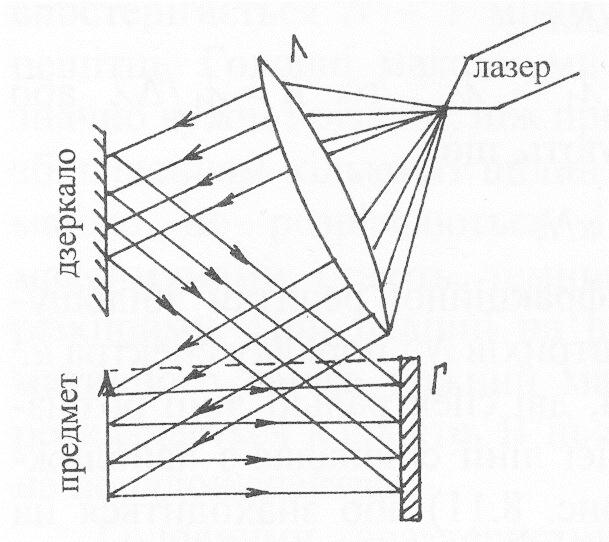 Л
лазер
дзеркало
предмет
Г